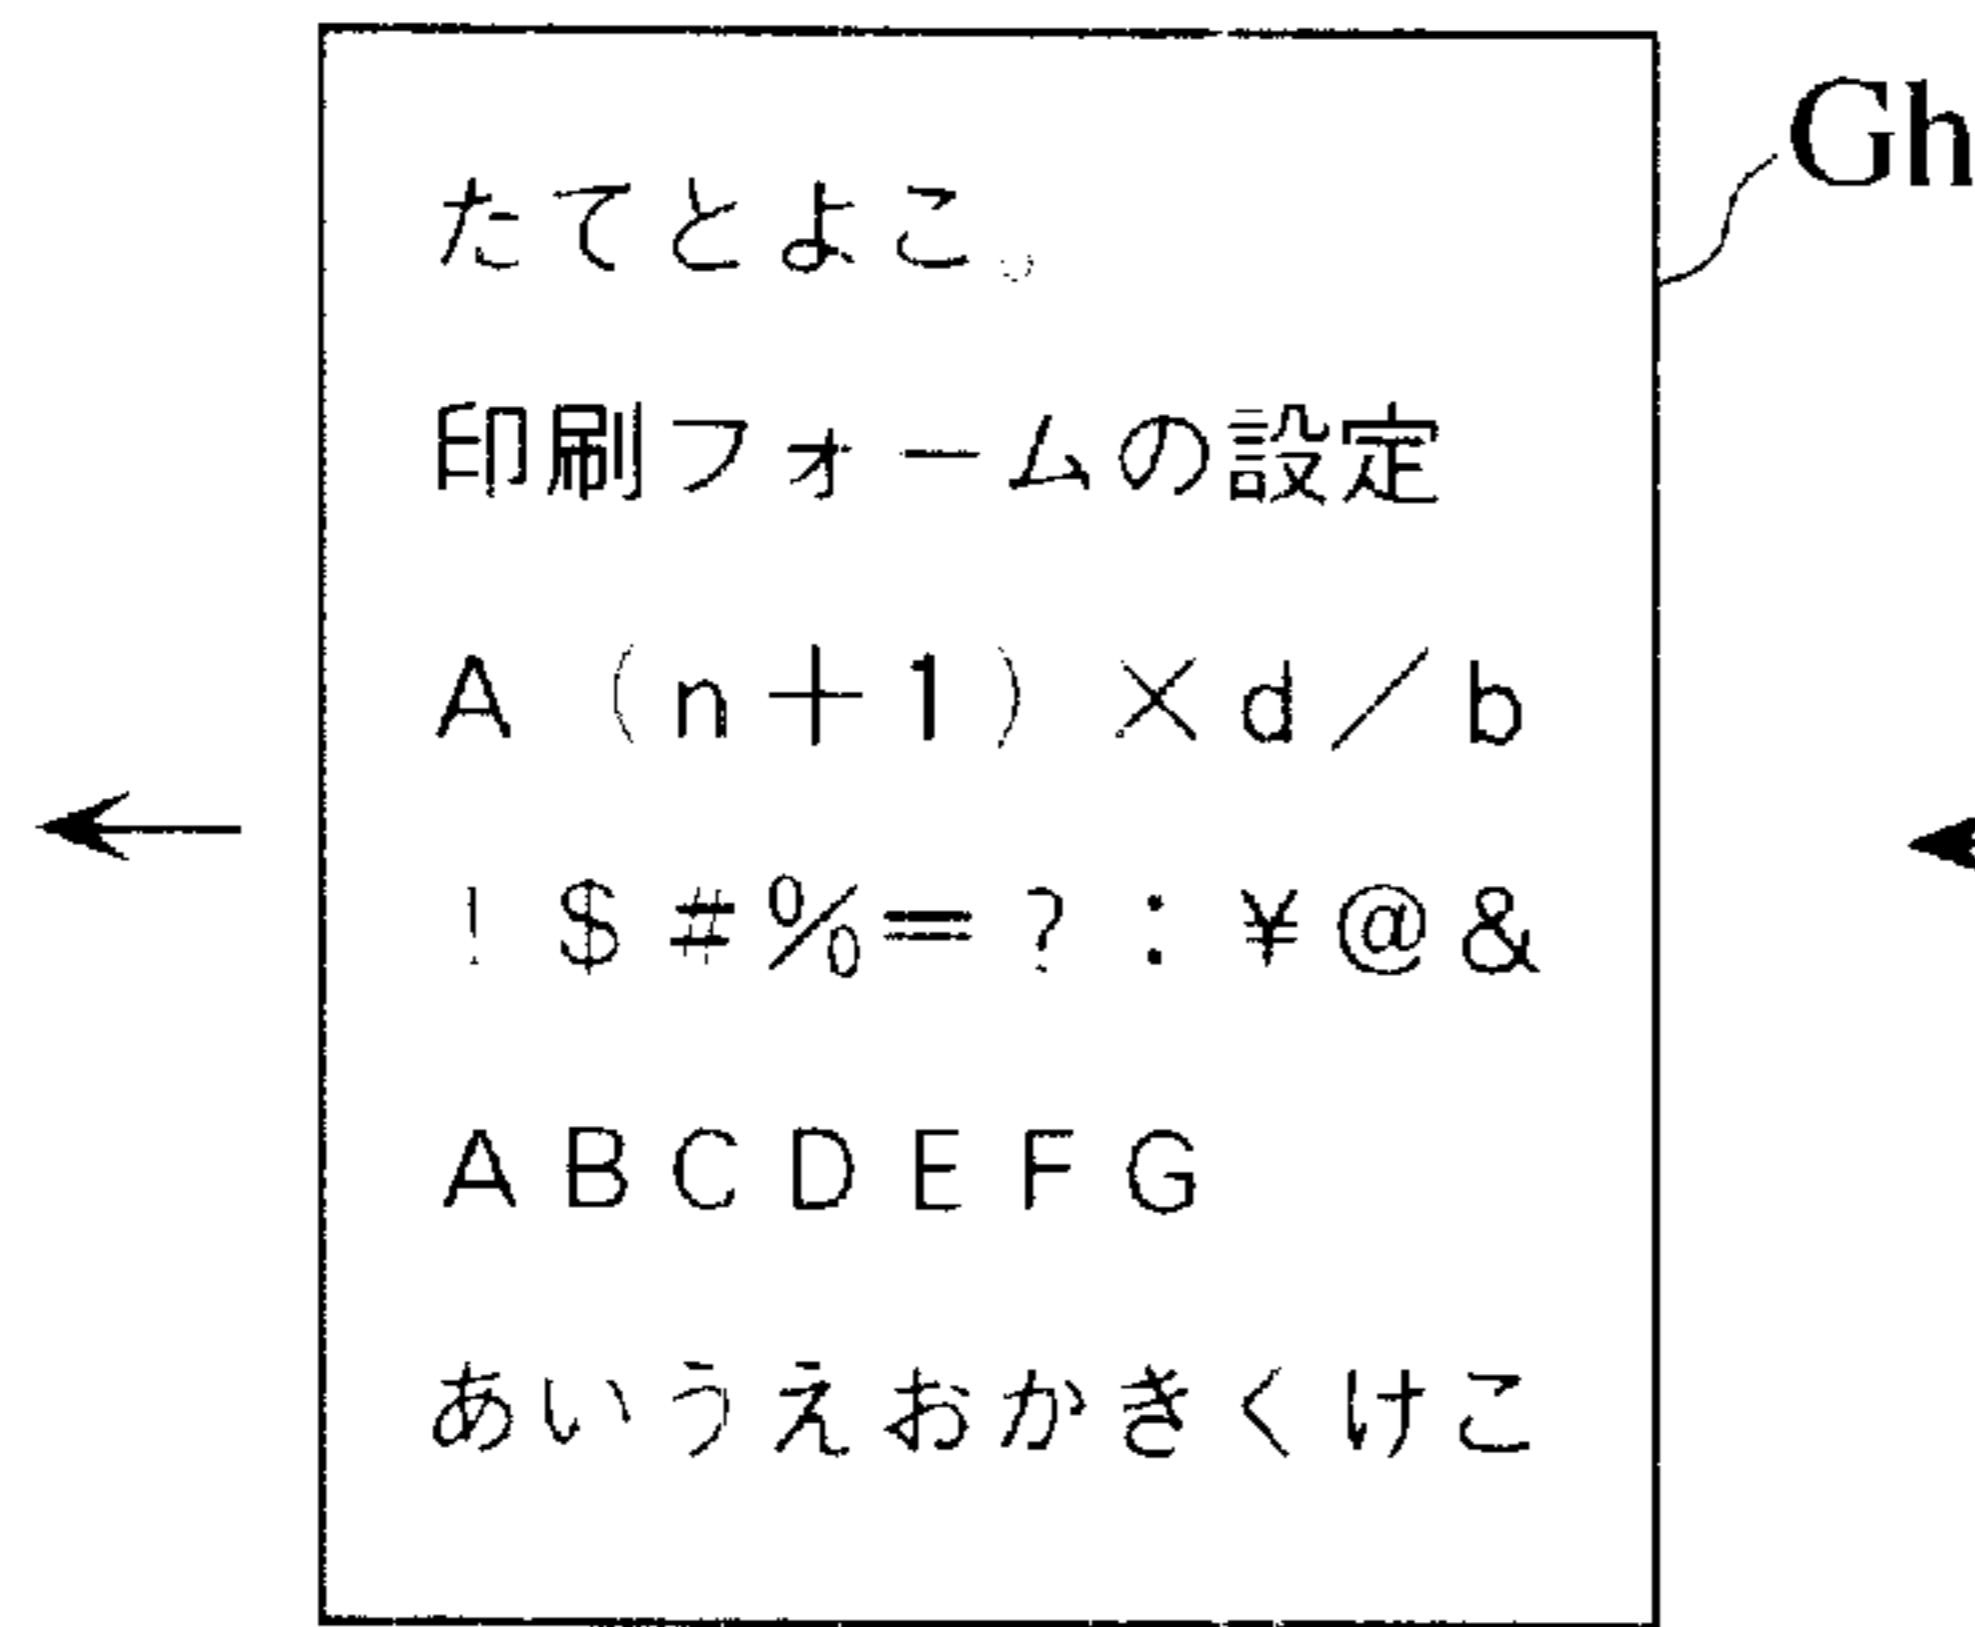 Gh
たてとよこ。
印刷フォームの設定
A（n＋1）×d／b
！＄＃％＝？：￥＠＆
ABCDEFG
あいうえおかきくけこ